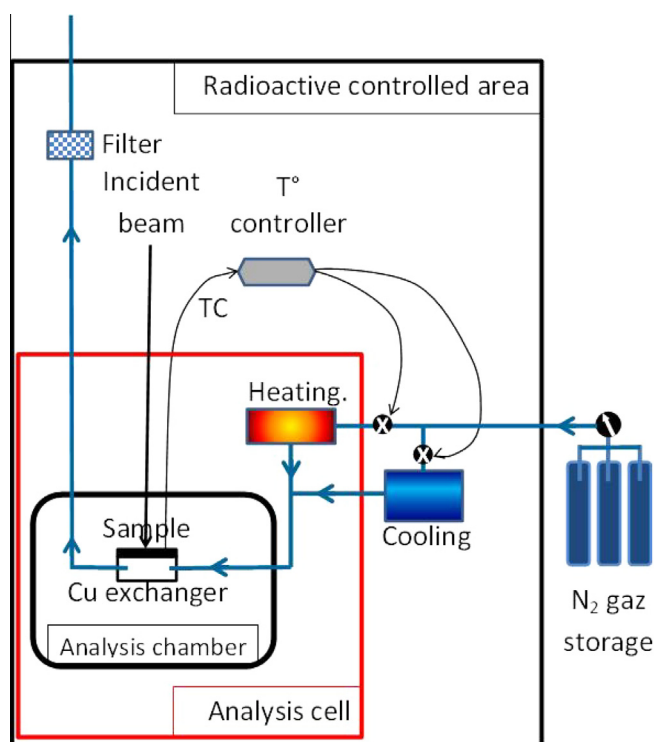 Radioactive controlled area
Filter
Incident
beam
T°
controller
TC
Heating.
X
X
Cooling
N₂ gaz
storage
Sample
Cu exchanger
Analysis chamber
Analysis cell